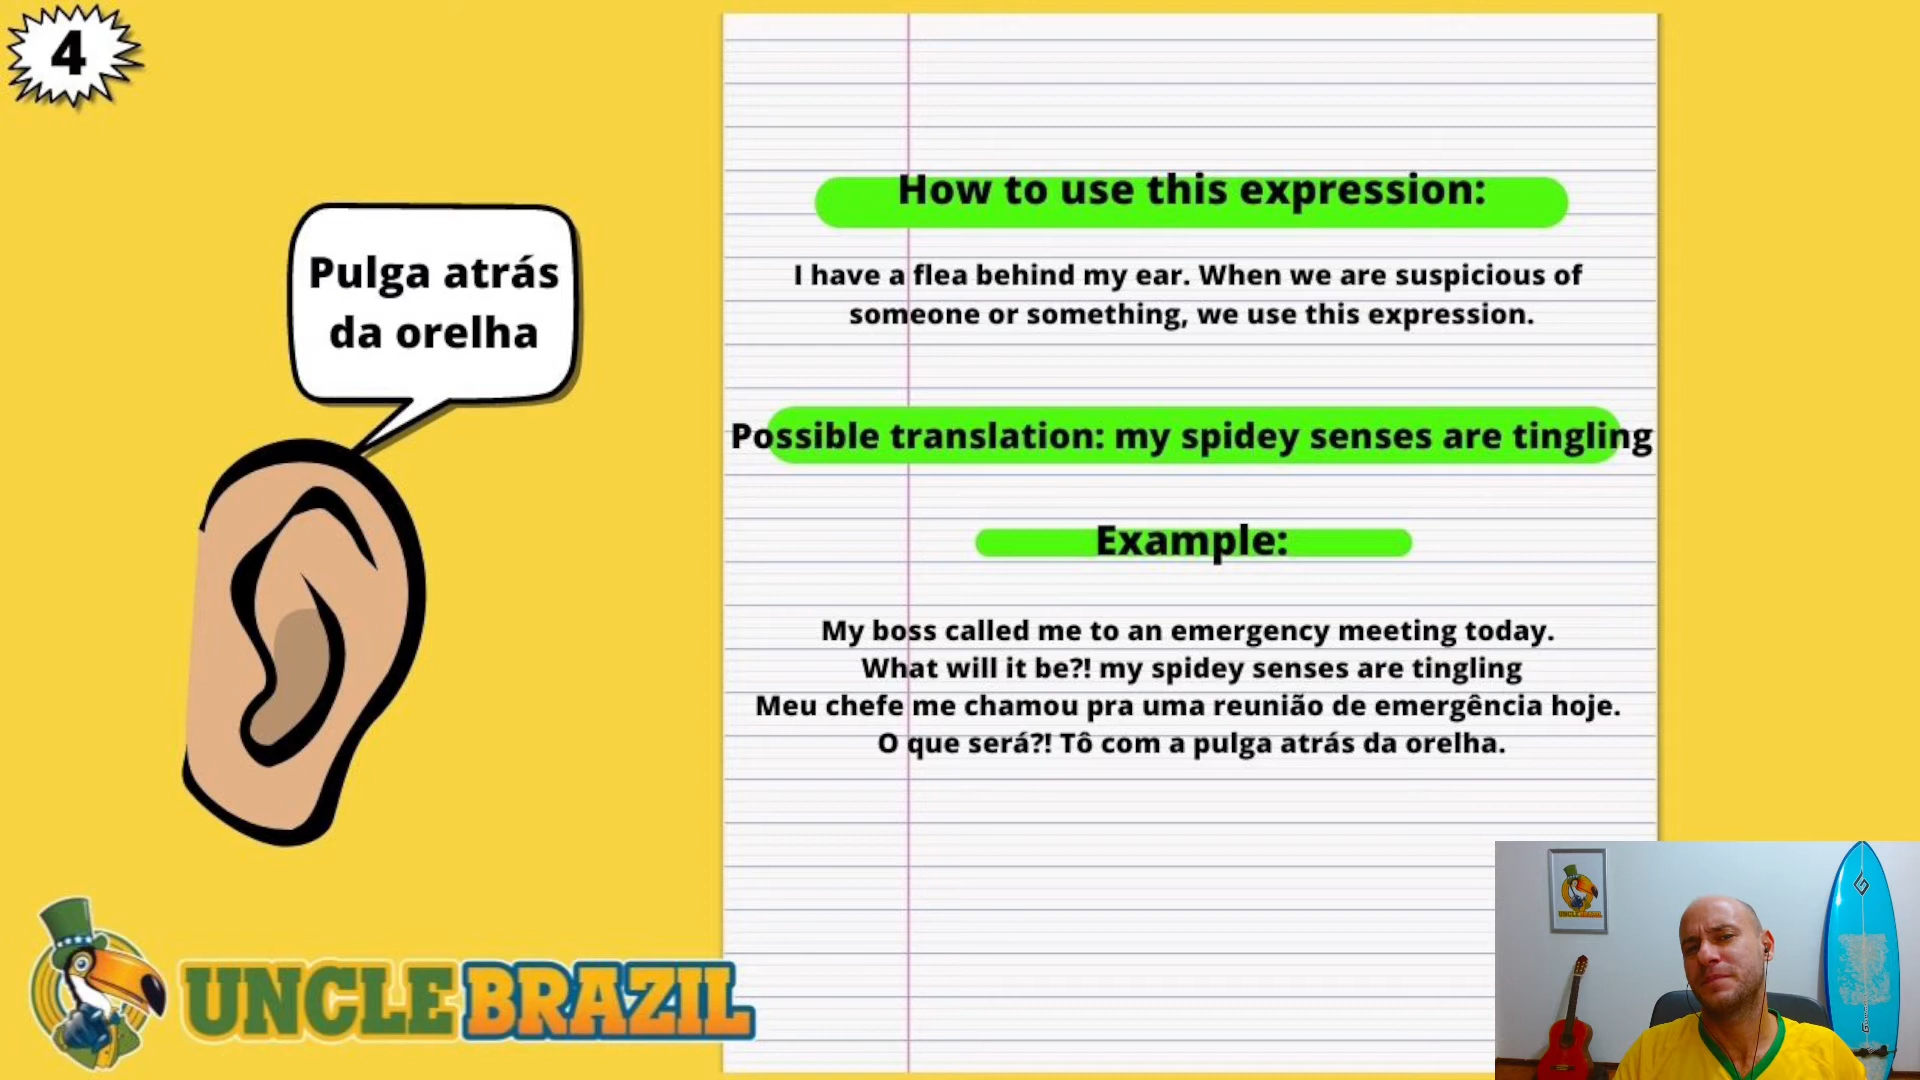 4
Pulga atrás
da orelha
How to use this expression:
I have a flea behind my ear. When we are suspicious of
someone or something, we use this expression.
Possible translation: my spidey senses are tingling
Example:
My boss called me to an emergency meeting today.
What will it be?! my spidey senses are tingling
Meu chefe me chamou pra uma reunião de emergência hoje.
O que será?! Tô com a pulga atrás da orelha.
UNCLE BRAZIL
UNCLEBRAZIL